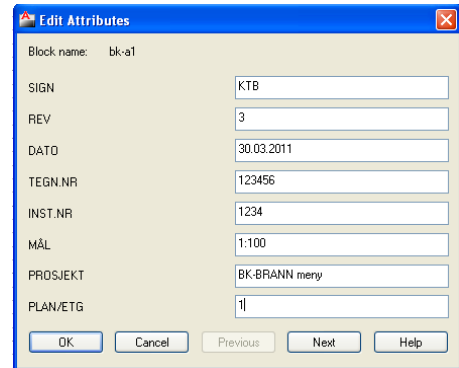 Edit Attributes
Block name: bk-a1
SIGN KTB
REV 3
DATO 30.03.2011
TEGN.NR 123456
INST.NR 1234
MÅL 1:100
PROSJEKT BK-BRANN meny
PLAN/ETG 1
OK Cancel Previous Next Help